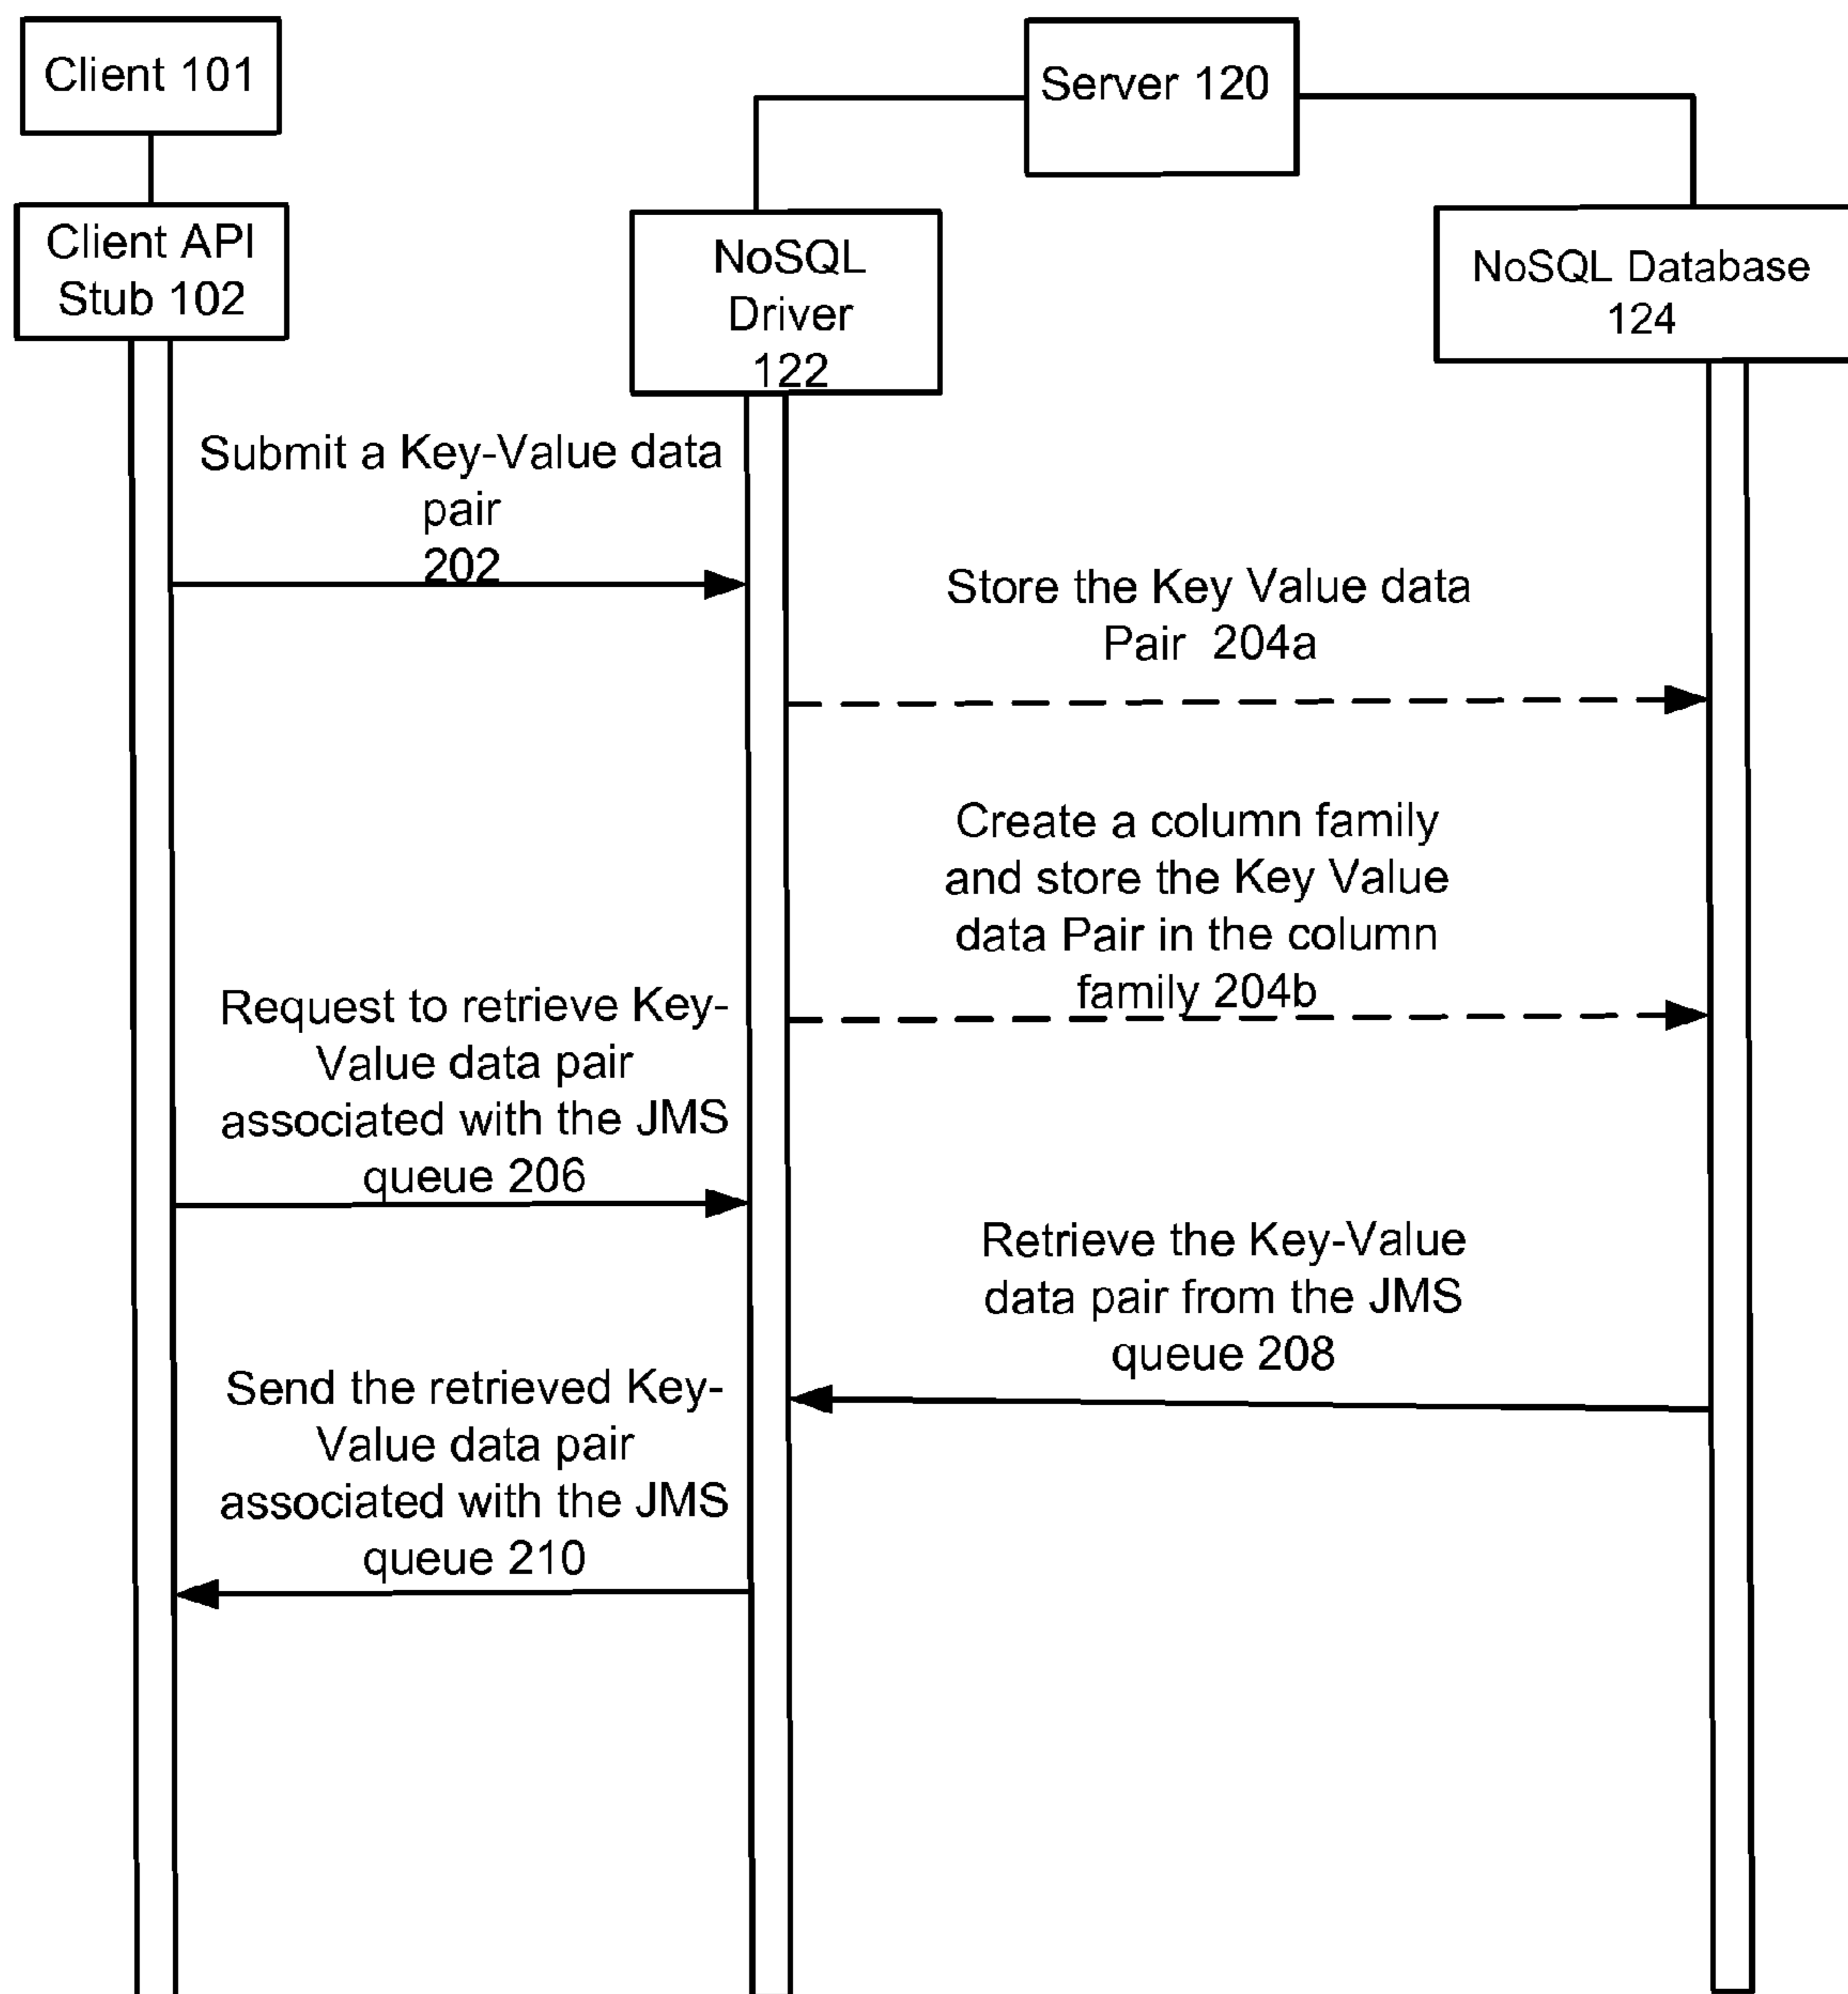 Client 101
Server 120
Client API
Stub 102
NoSQL
Driver
122
NoSQL Database
124
Submit a Key-Value data
pair
202
Store the Key Value data
Pair 204a
Create a column family
and store the Key Value
data Pair in the column
family 204b
Request to retrieve Key-
Value data pair
associated with the JMS
queue 206
Retrieve the Key-Value
data pair from the JMS
queue 208
Send the retrieved Key-
Value data pair
associated with the JMS
queue 210